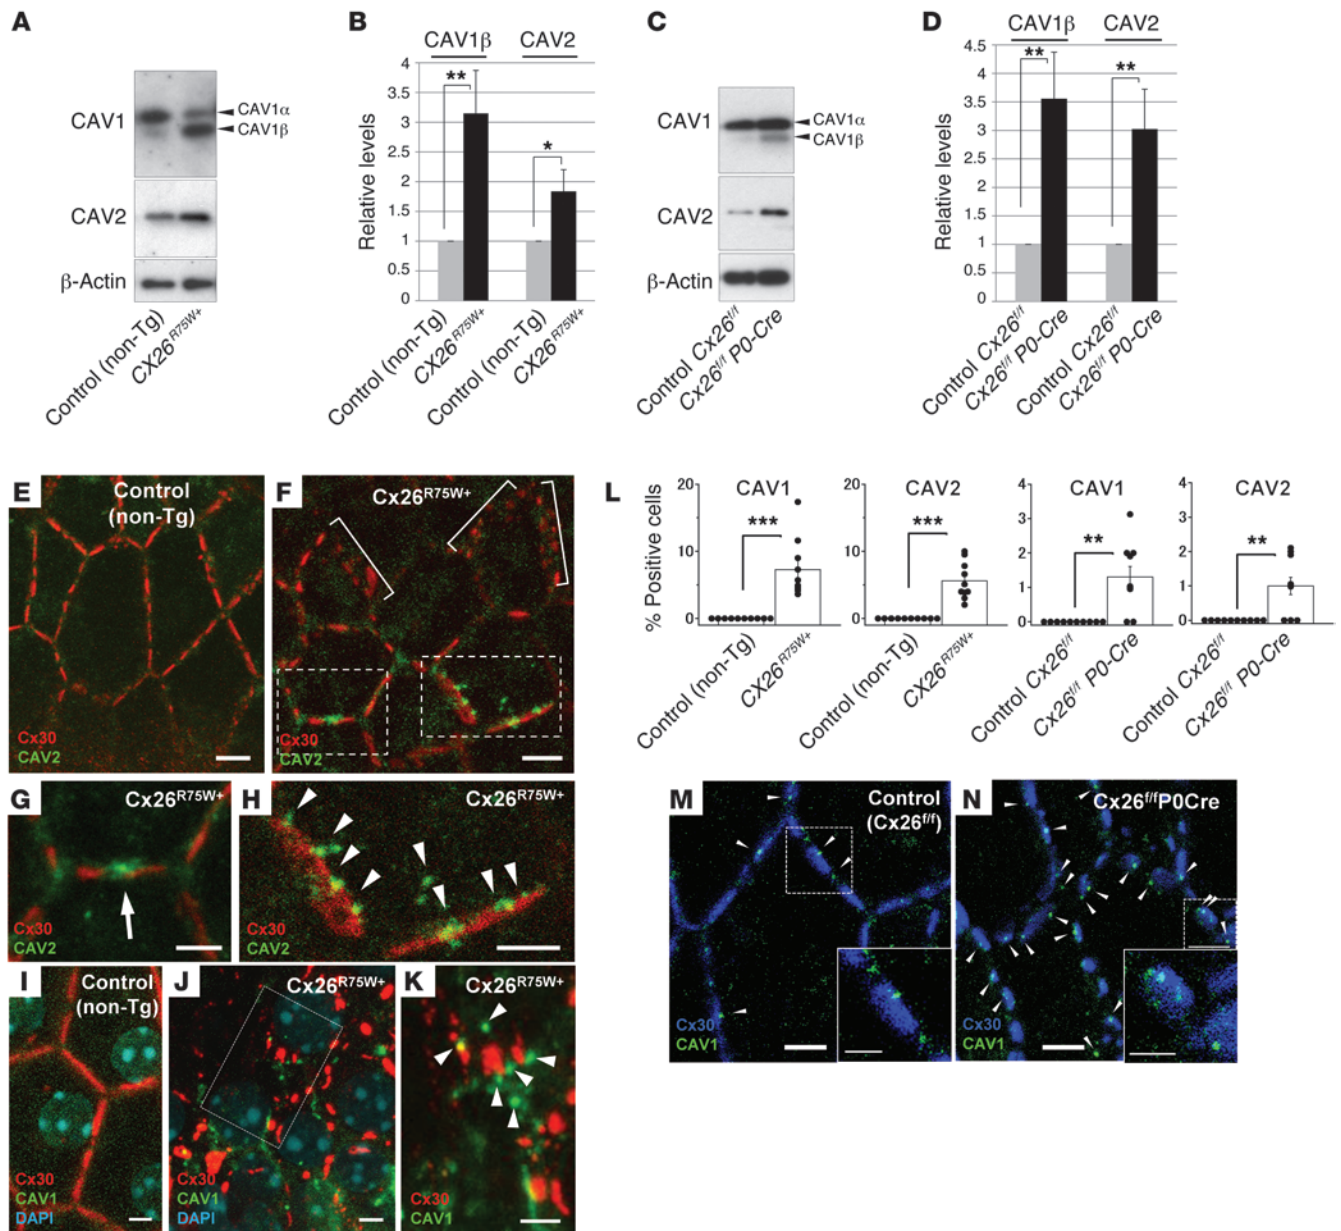 A
CAV1
CAV1α
CAV1β
CAV2
β-Actin
Control (non-Tg)
CX26R75W+
B
CAV1β
CAV2
Relative levels
4
3.5
3
2.5
2
1.5
1
0.5
0
**
*
Control (non-Tg)
CX26R75W+
Control (non-Tg)
CX26R75W+
C
CAV1
CAV1α
CAV1β
CAV2
β-Actin
Control Cx26f/f
Cx26f/f P0-Cre
D
CAV1β
CAV2
Relative levels
4.5
4
3.5
3
2.5
2
1.5
1
0.5
0
**
**
Control Cx26f/f
Cx26f/f P0-Cre
Control Cx26f/f
Cx26f/f P0-Cre
E
Control
(non-Tg)
Cx30
CAV2
F
Cx26R75W+
Cx30
CAV2
G
Cx26R75W+
Cx30
CAV2
H
Cx26R75W+
Cx30
CAV2
I
Control
(non-Tg)
Cx30
CAV1
DAPI
J
Cx26R75W+
Cx30
CAV1
DAPI
K
Cx26R75W+
Cx30
CAV1
L
% Positive cells
CAV1
20
10
0
***
Control (non-Tg)
CX26R75W+
CAV2
20
10
0
***
Control (non-Tg)
CX26R75W+
CAV1
4
3
2
1
0
**
Control Cx26f/f
Cx26f/f P0-Cre
CAV2
4
3
2
1
0
**
Control Cx26f/f
Cx26f/f P0-Cre
M
Control
(Cx26f/f)
Cx30
CAV1
N
Cx26f/fP0Cre
Cx30
CAV1